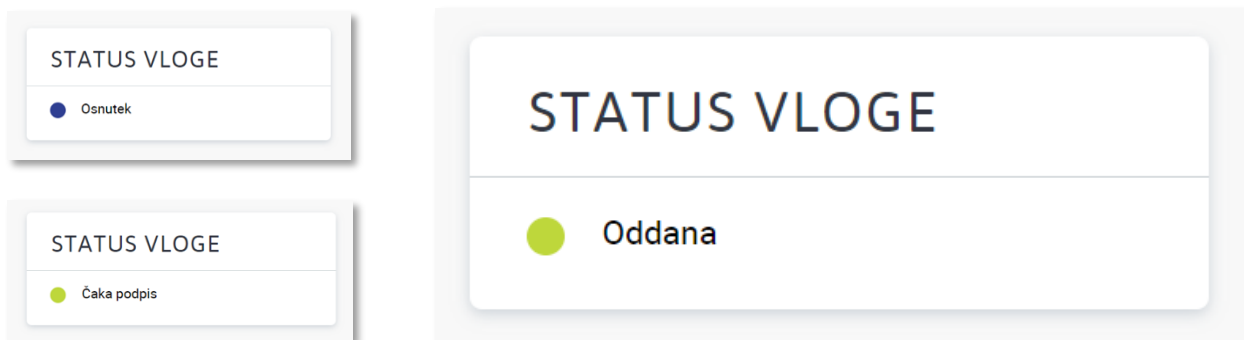 STATUS VLOGE
Osnutek
STATUS VLOGE
Čaka podpis
STATUS VLOGE
Oddana